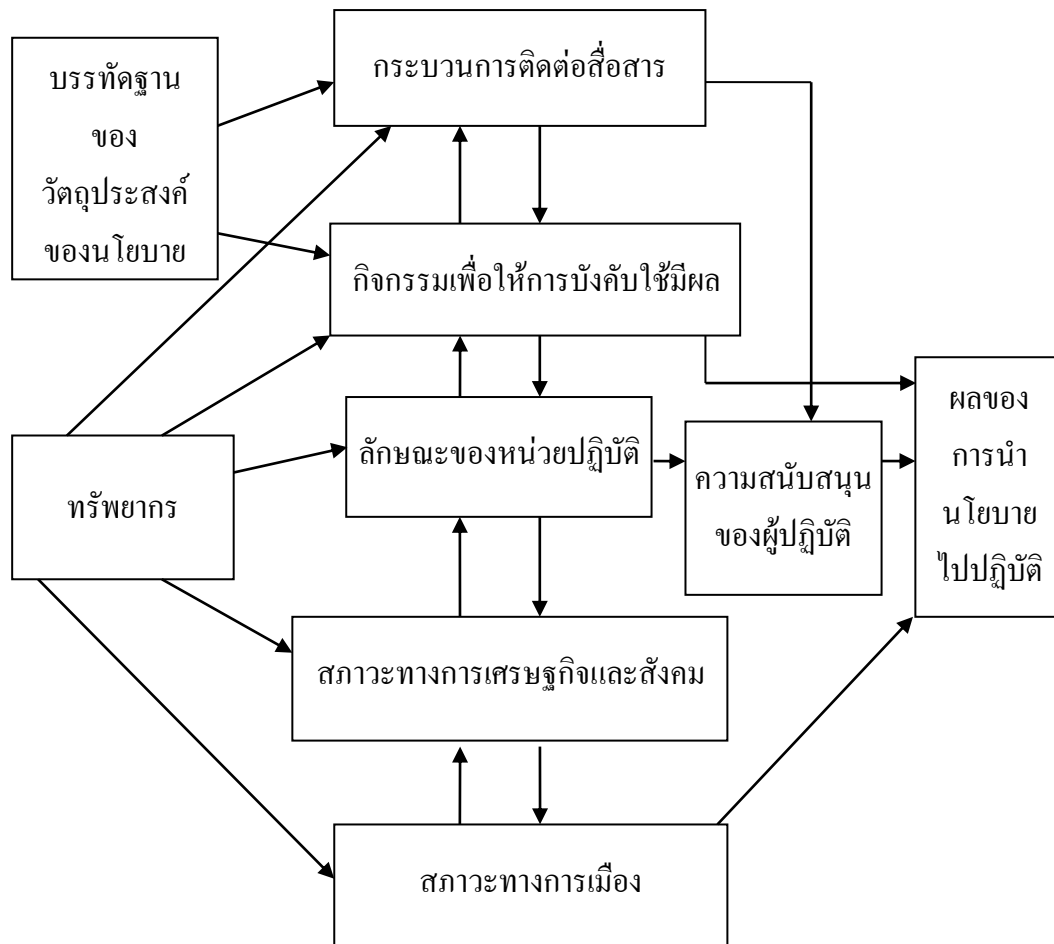 กระบวนการติดต่อสื่อสาร
บรรทัดฐาน
ของ
วัตถุประสงค์
ของนโยบาย
กิจกรรมเพื่อให้การบังคับใช้มีผล
ลักษณะของหน่วยปฏิบัติ
ทรัพยากร
ความสนับสนุน
ของผู้ปฏิบัติ
ผลของ
การนำ
นโยบาย
ไปปฏิบัติ
สภาวะทางการเศรษฐกิจและสังคม
สภาวะทางการเมือง